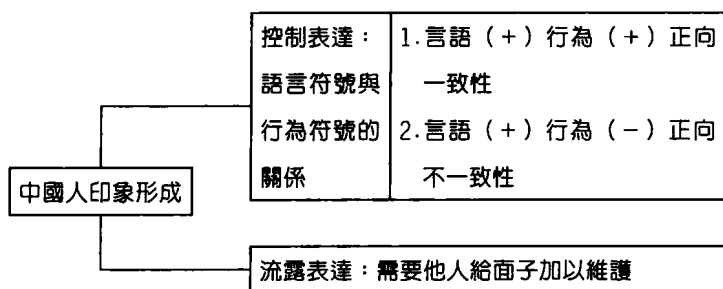 控制表達：
語言符號與
行為符號的
關係
1.言語（+）行為（+）正向
一致性
2.言語（+）行為（-）正向
不一致性
中國人印象形成
流露表達：需要他人給面子加以維護